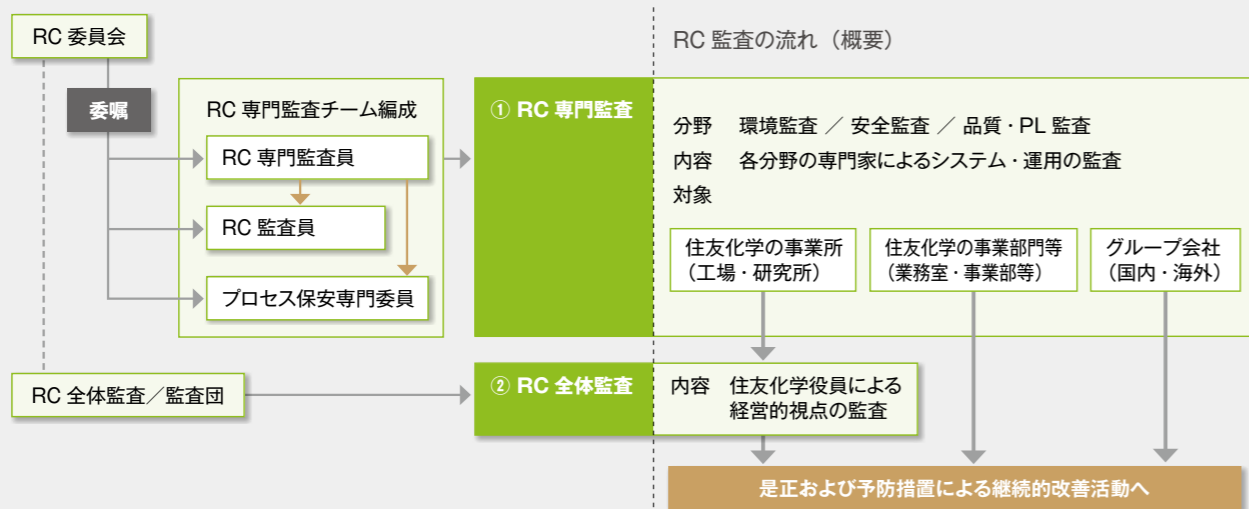 RC 委員会
委嘱
RC 専門監査チーム編成
RC 専門監査員
RC 監査員
プロセス保安専門委員
RC 全体監査／監査団
RC 監査の流れ（概要）
① RC 専門監査
分野 環境監査 ／ 安全監査 ／ 品質・PL 監査
内容 各分野の専門家によるシステム・運用の監査
対象
住友化学の事業所
（工場・研究所）
住友化学の事業部門等
（業務室・事業部等）
グループ会社
（国内・海外）
② RC 全体監査
内容 住友化学役員による
経営的視点の監査
是正および予防措置による継続的改善活動へ